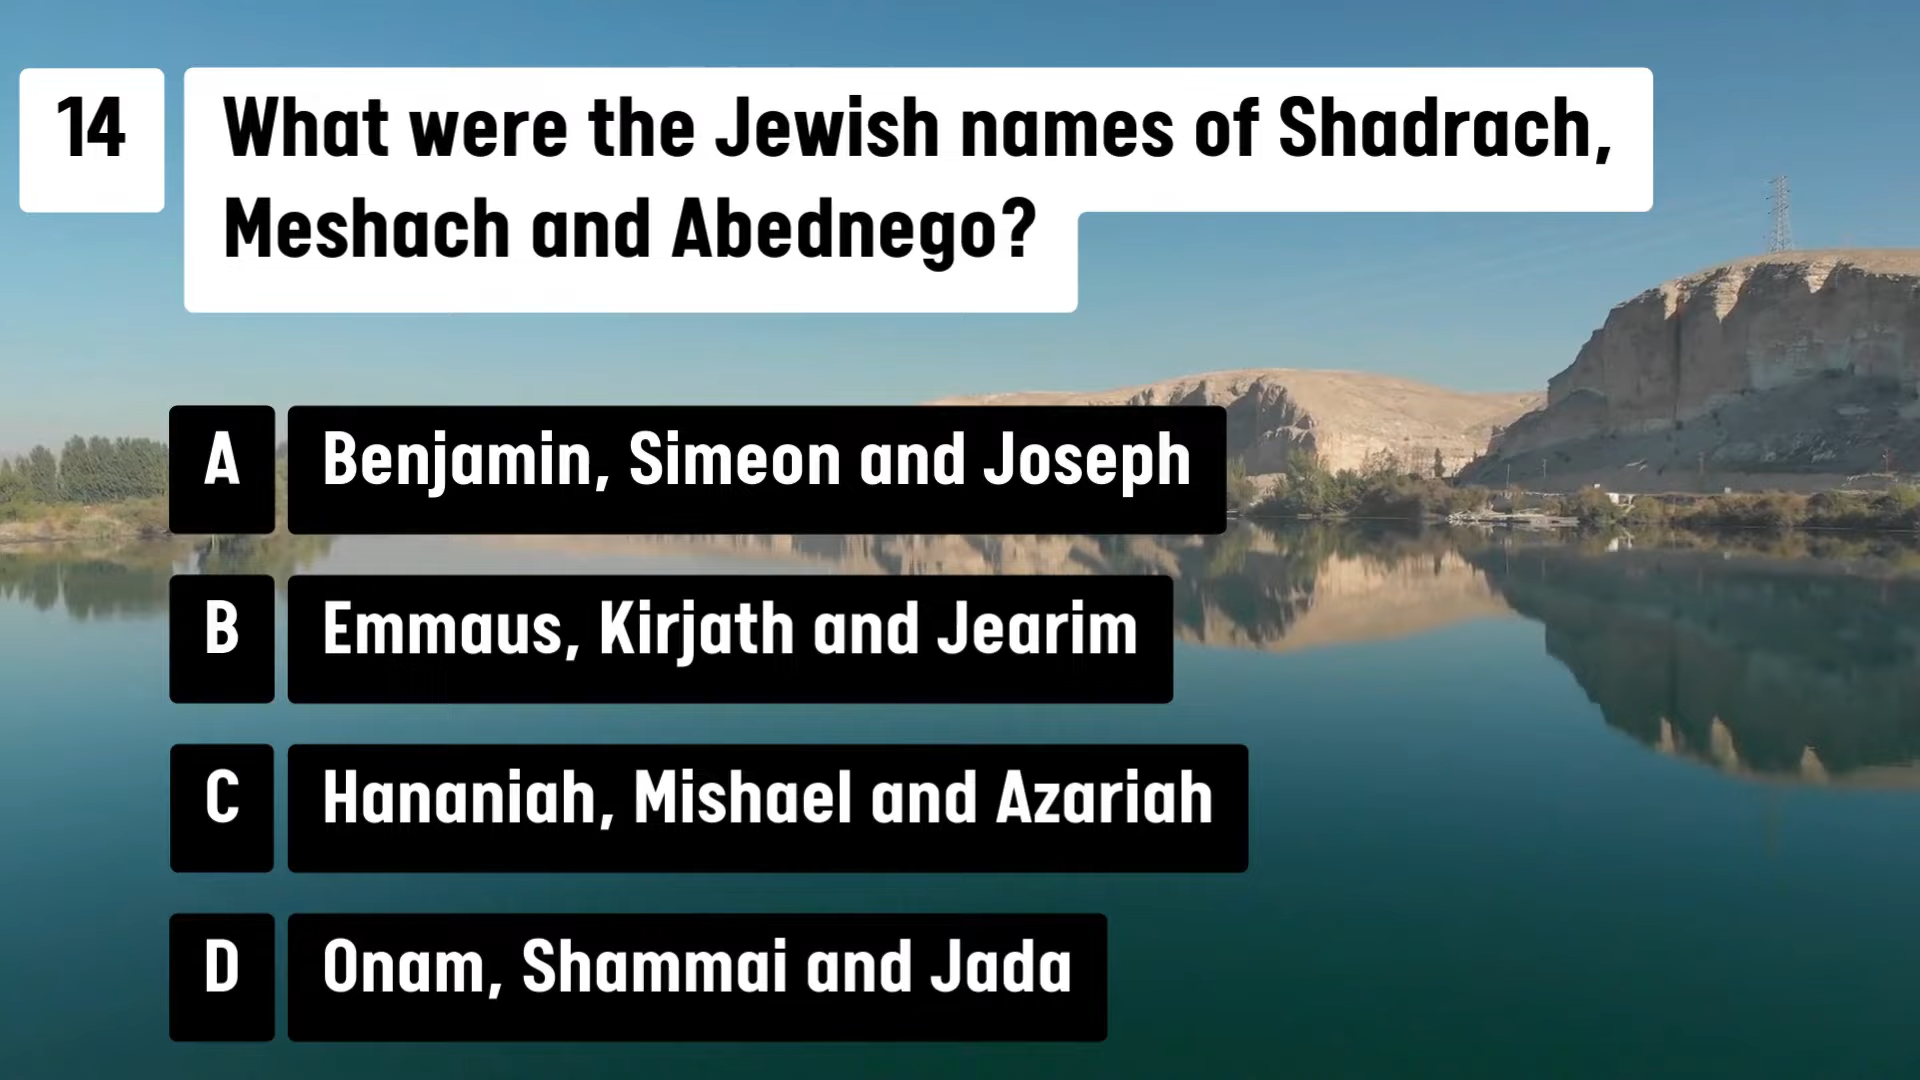 14
What were the Jewish names of Shadrach,
Meshach and Abednego?
A
Benjamin, Simeon and Joseph
B
Emmaus, Kirjath and Jearim
C
Hananiah, Mishael and Azariah
D
Onam, Shammai and Jada